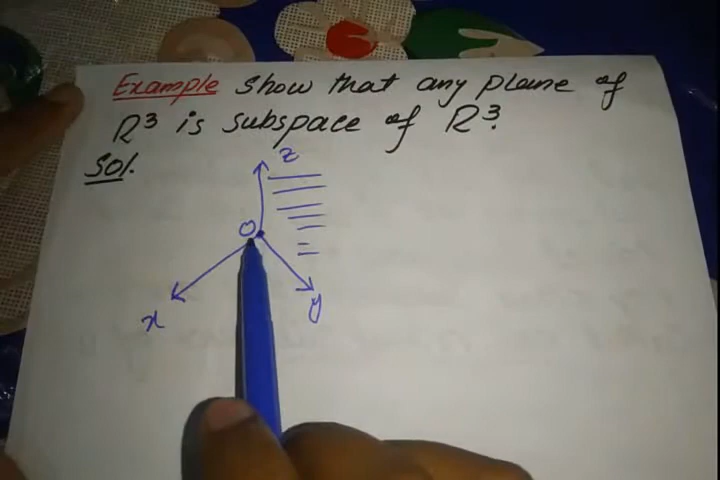 Example Show that any plane of
R³ is subspace of R³.
Sol.
z
O
x
y